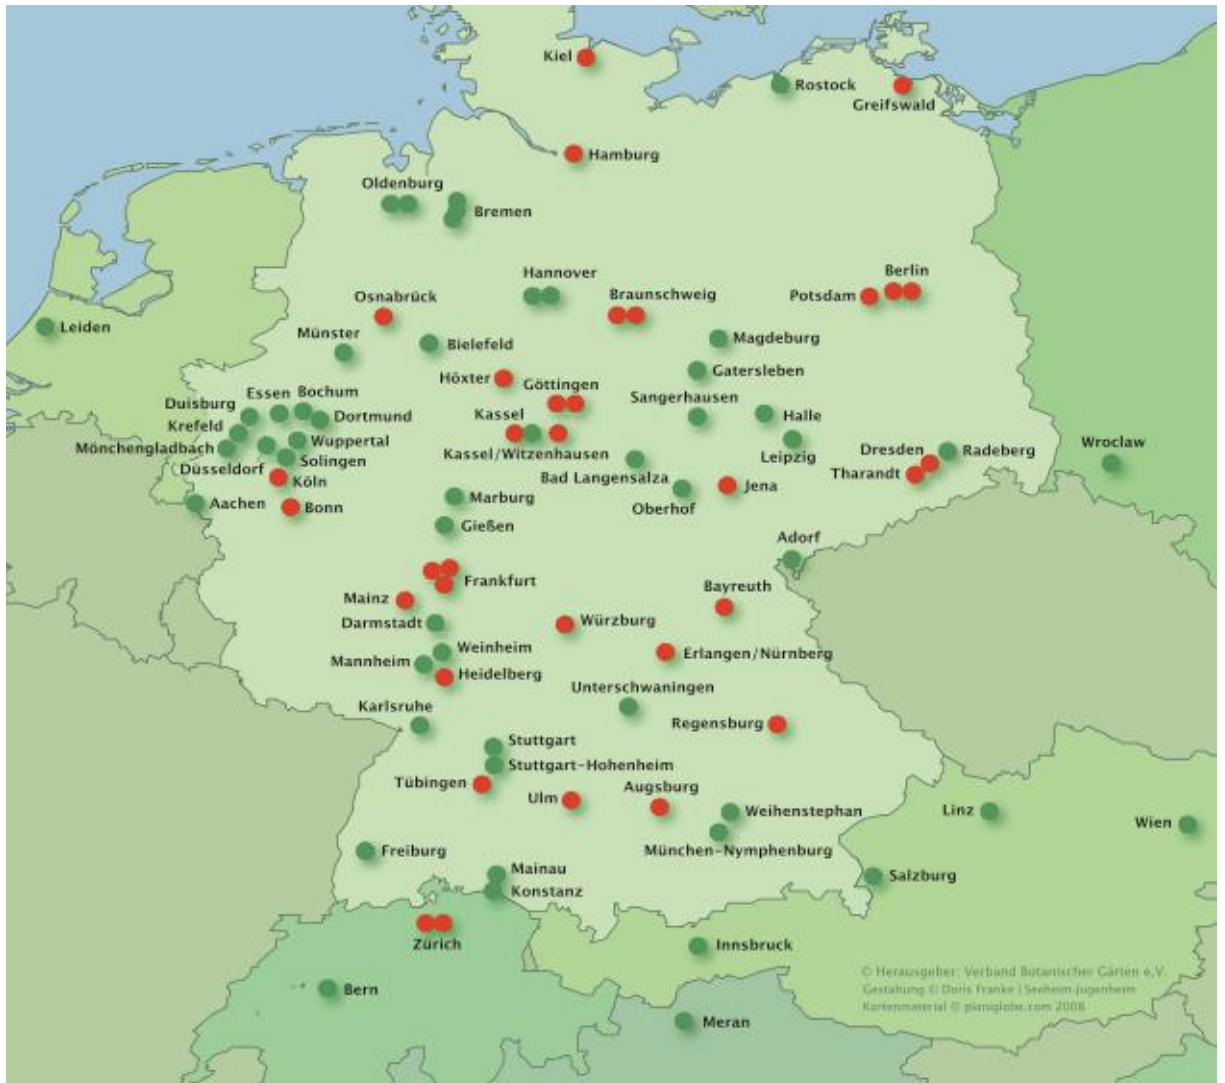 Kiel
Rostock
Greifswald
Hamburg
Oldenburg
Bremen
Hannover
Berlin
Osnabrück
Braunschweig
Potsdam
Leiden
Münster
Bielefeld
Magdeburg
Höxter
Göttingen
Gatersleben
Essen
Bochum
Sangerhausen
Duisburg
Dortmund
Kassel
Halle
Krefeld
Mönchengladbach
Wuppertal
Kassel/Witzenhausen
Leipzig
Dresden
Radeberg
Wroclaw
Düsseldorf
Solingen
Bad Langensalza
Tharandt
Köln
Jena
Aachen
Bonn
Marburg
Oberhof
Gießen
Adorf
Frankfurt
Bayreuth
Mainz
Darmstadt
Würzburg
Weinheim
Erlangen/Nürnberg
Mannheim
Heidelberg
Unterschwaningen
Karlsruhe
Regensburg
Stuttgart
Stuttgart-Hohenheim
Tübingen
Augsburg
Ulm
Weihenstephan
Linz
Wien
Freiburg
München-Nymphenburg
Mainau
Salzburg
Konstanz
Zürich
Innsbruck
Bern
Meran
© Herausgeber: Verband Botanischer Gärten e.V.
Gestaltung © Doris Franke | Seeheim-Jugenheim
Kartenmaterial © planiglobe.com 2008